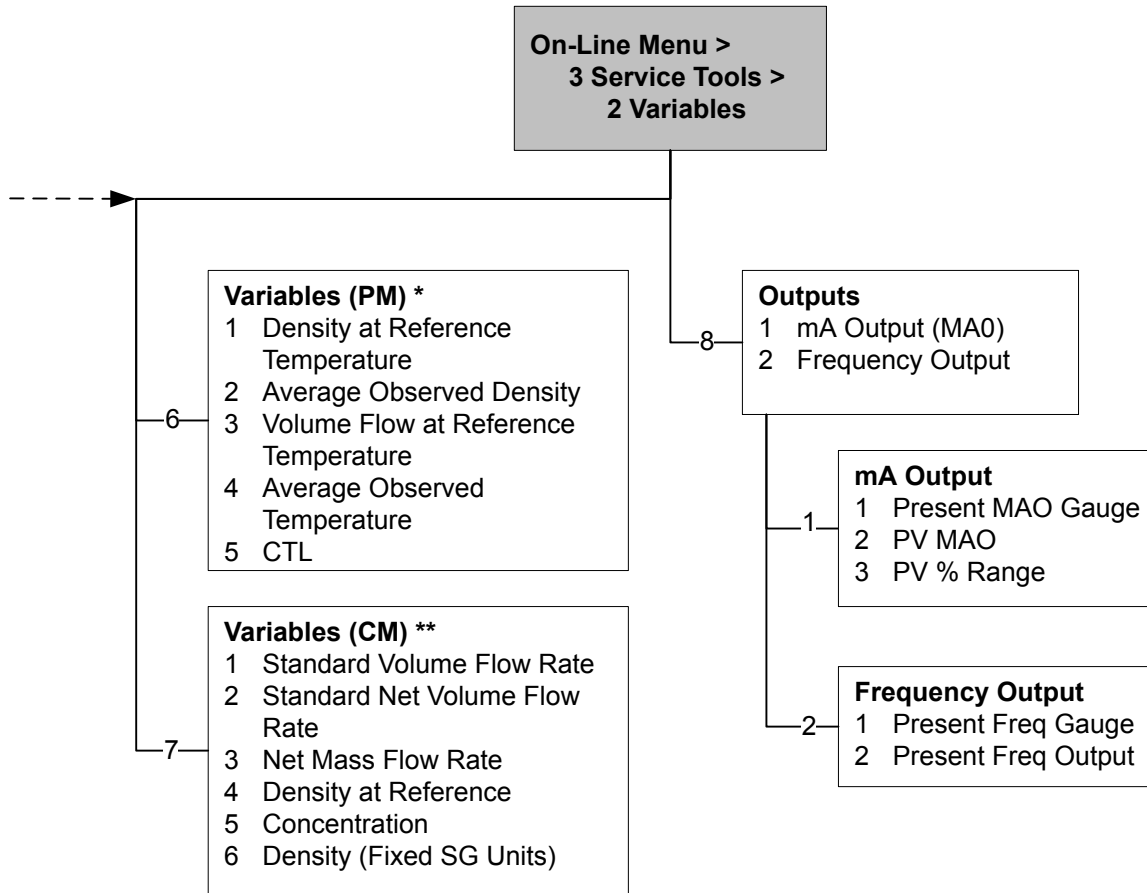 On-Line Menu >
3 Service Tools >
2 Variables
Variables (PM) *
1 Density at Reference
Temperature
2 Average Observed Density
3 Volume Flow at Reference
Temperature
4 Average Observed
Temperature
5 CTL
6
Variables (CM) **
1 Standard Volume Flow Rate
2 Standard Net Volume Flow
Rate
3 Net Mass Flow Rate
4 Density at Reference
5 Concentration
6 Density (Fixed SG Units)
7
Outputs
1 mA Output (MA0)
2 Frequency Output
8
mA Output
1 Present MAO Gauge
2 PV MAO
3 PV % Range
1
Frequency Output
1 Present Freq Gauge
2 Present Freq Output
2